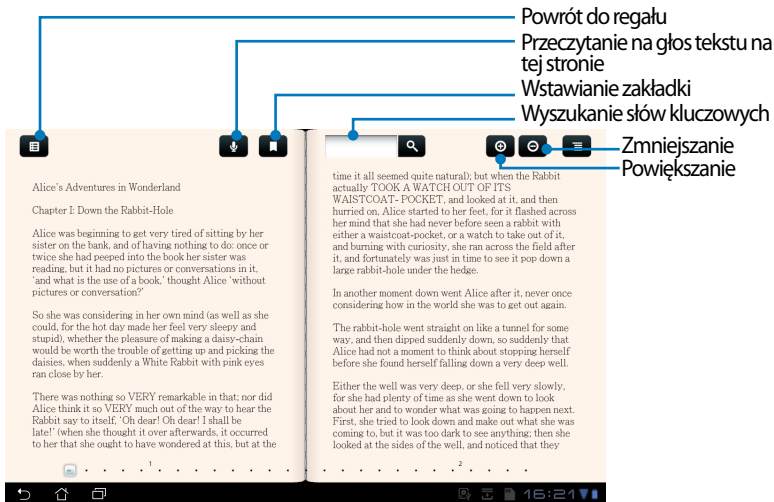 Powrót do regału
Przeczytanie na głos tekstu na
tej stronie
Wstawianie zakładki
Wyszukanie słów kluczowych
Zmniejszanie
Powiększanie
Alice's Adventures in Wonderland
Chapter I: Down the Rabbit-Hole
Alice was beginning to get very tired of sitting by her
sister on the bank, and of having nothing to do: once or
twice she had peeped into the book her sister was
reading, but it had no pictures or conversations in it,
'and what is the use of a book,' thought Alice 'without
pictures or conversation?'
So she was considering in her own mind (as well as she
could, for the hot day made her feel very sleepy and
stupid), whether the pleasure of making a daisy-chain
would be worth the trouble of getting up and picking the
daisies, when suddenly a White Rabbit with pink eyes
ran close by her.
There was nothing so VERY remarkable in that; nor did
Alice think it so VERY much out of the way to hear the
Rabbit say to itself, 'Oh dear! Oh dear! I shall be
late!' (when she thought it over afterwards, it occurred
to her that she ought to have wondered at this, but at the
time it all seemed quite natural); but when the Rabbit
actually TOOK A WATCH OUT OF ITS
WAISTCOAT- POCKET, and looked at it, and then
hurried on, Alice started to her feet, for it flashed across
her mind that she had never before seen a rabbit with
either a waistcoat-pocket, or a watch to take out of it,
and burning with curiosity, she ran across the field after
it, and fortunately was just in time to see it pop down a
large rabbit-hole under the hedge.
In another moment down went Alice after it, never once
considering how in the world she was to get out again.
The rabbit-hole went straight on like a tunnel for some
way, and then dipped suddenly down, so suddenly that
Alice had not a moment to think about stopping herself
before she found herself falling down a very deep well.
Either the well was very deep, or she fell very slowly,
for she had plenty of time as she went down to look
about her and to wonder what was going to happen next.
First, she tried to look down and make out what she was
coming to, but it was too dark to see anything; then she
looked at the sides of the well, and noticed that they
1
2
16:21